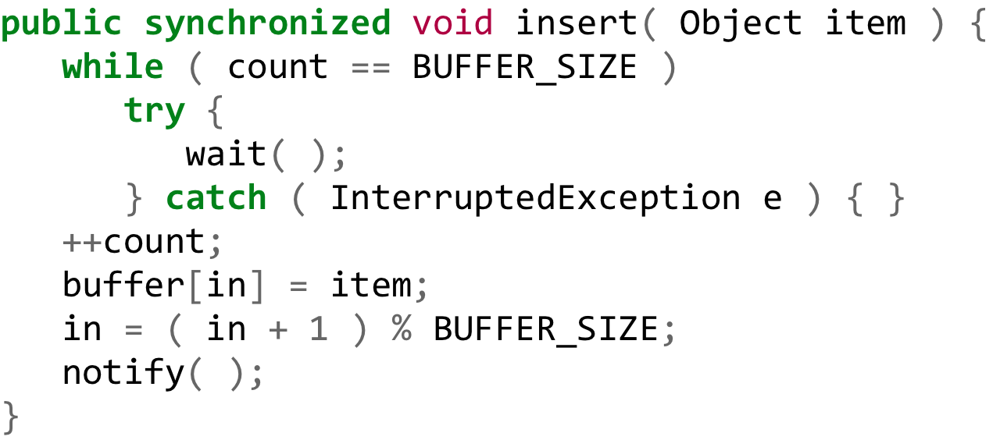 public synchronized void insert( Object item ) {
   while ( count == BUFFER_SIZE )
      try {
         wait( );
      } catch ( InterruptedException e ) { }
   ++count;
   buffer[in] = item;
   in = ( in + 1 ) % BUFFER_SIZE;
   notify( );
}